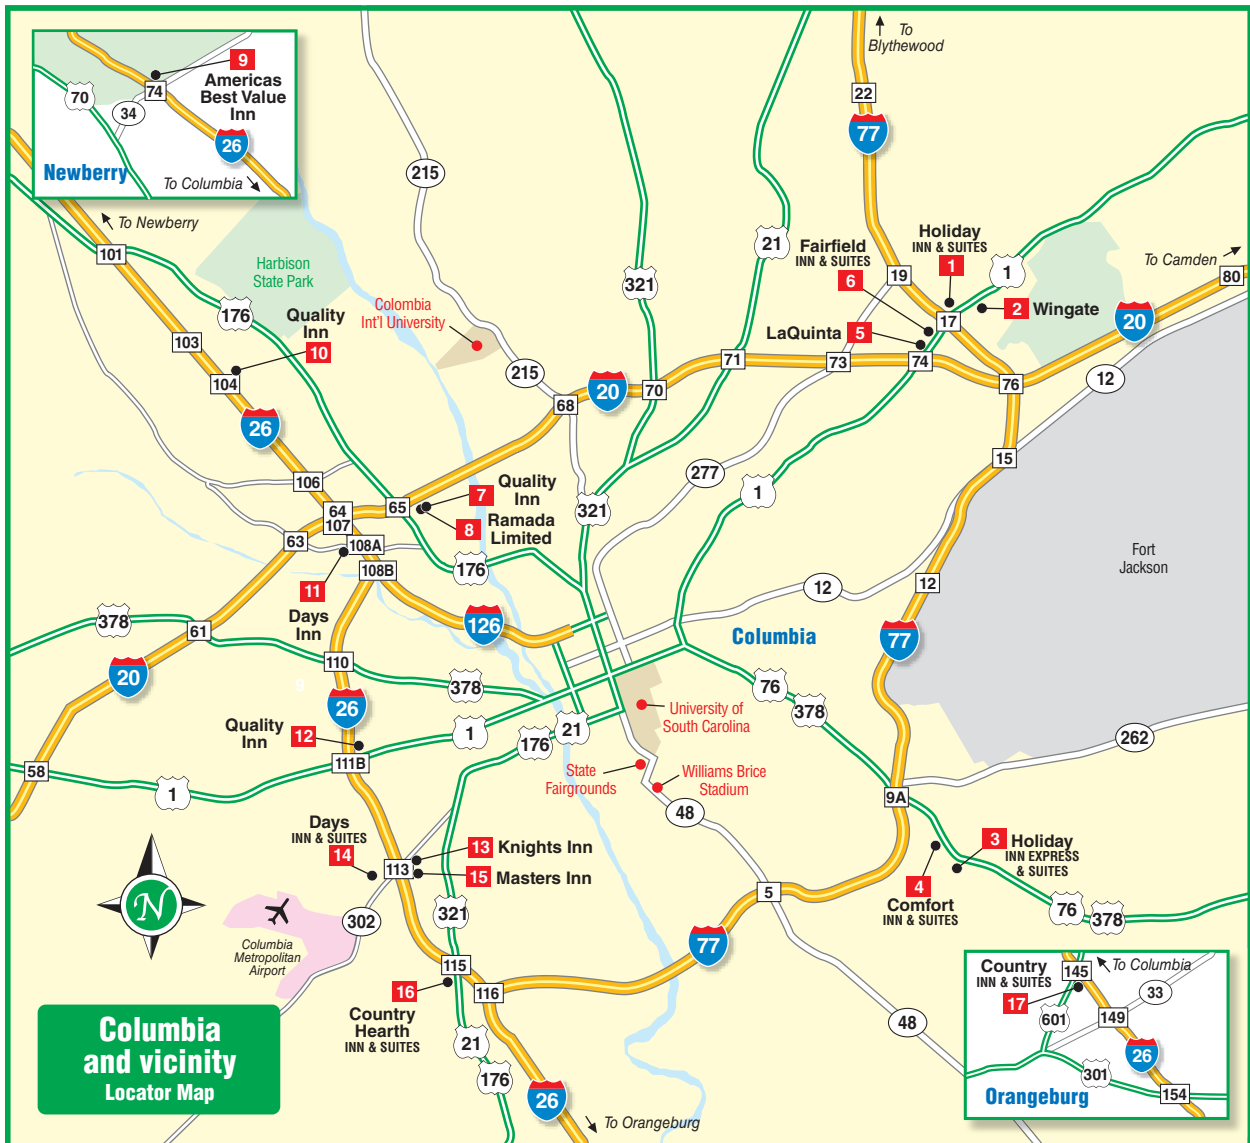 9
Americas
Best Value
Inn
74
70
34
26
Newberry
To Columbia
To Newberry
101
Harbison
State Park
176
Quality
Inn
10
103
104
26
Colombia
Int'l University
215
215
321
21
To
Blythewood
22
77
Holiday
INN & SUITES
1
Fairfield
INN & SUITES
6
19
1
To Camden
80
2 Wingate
17
20
LaQuinta 5
74
71
73
76
12
20
70
68
15
277
1
321
106
7 Quality
Inn
8 Ramada
Limited
64
107
65
63
108A
108B
176
11
Days
Inn
Fort
Jackson
12
12
378
61
126
Columbia
77
20
110
9
378
26
76
378
University of
South Carolina
Quality
Inn
12
1
176
21
262
111B
58
1
State
Fairgrounds
Williams Brice
Stadium
48
9A
Days
INN & SUITES
14
13 Knights Inn
113
15 Masters Inn
3 Holiday
INN EXPRESS
& SUITES
4
Comfort
INN & SUITES
5
76
378
N
302
321
Columbia
Metropolitan
Airport
77
115
116
16
Country
Hearth
INN & SUITES
21
176
26
To Orangeburg
48
Columbia
and vicinity
Locator Map
Country
INN & SUITES
17
145
To Columbia
33
601
149
26
301
154
Orangeburg